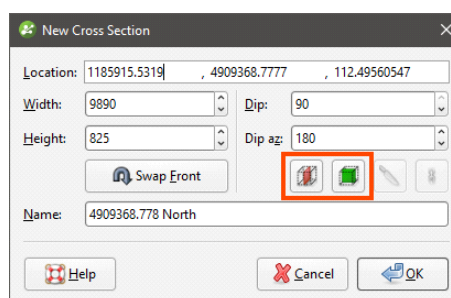 New Cross Section
Location: 1185915.5319 , 4909368.7777 , 112.49560547
Width: 9890 Dip: 90
Height: 825 Dip az: 180
Swap Front
Name: 4909368.778 North
Help Cancel OK